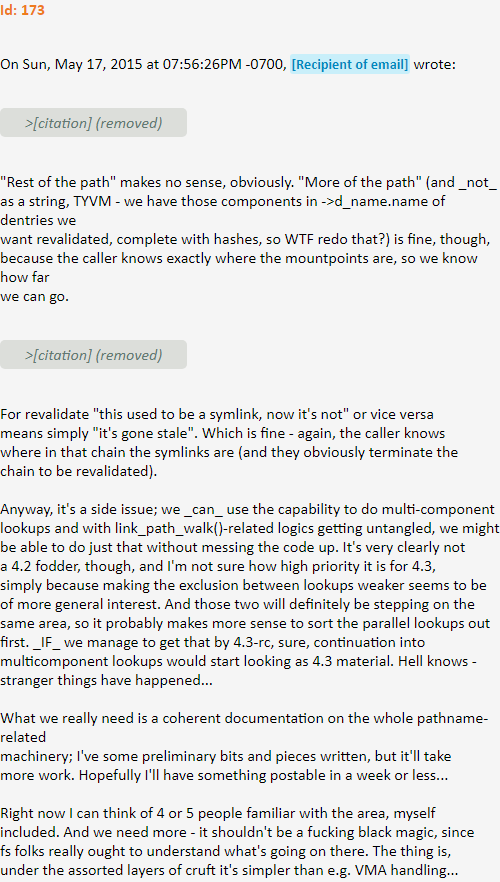 Id: 173
On Sun, May 17, 2015 at 07:56:26PM -0700, [Recipient of email] wrote:
>[citation] (removed)
"Rest of the path" makes no sense, obviously. "More of the path" (and _not_
as a string, TYVM - we have those components in ->d_name.name of
dentries we
want revalidated, complete with hashes, so WTF redo that?) is fine, though,
because the caller knows exactly where the mountpoints are, so we know
how far
we can go.
>[citation] (removed)
For revalidate "this used to be a symlink, now it's not" or vice versa
means simply "it's gone stale". Which is fine - again, the caller knows
where in that chain the symlinks are (and they obviously terminate the
chain to be revalidated).
Anyway, it's a side issue; we _can_ use the capability to do multi-component
lookups and with link_path_walk()-related logics getting untangled, we might
be able to do just that without messing the code up. It's very clearly not
a 4.2 fodder, though, and I'm not sure how high priority it is for 4.3,
simply because making the exclusion between lookups weaker seems to be
of more general interest. And those two will definitely be stepping on the
same area, so it probably makes more sense to sort the parallel lookups out
first. _IF_ we manage to get that by 4.3-rc, sure, continuation into
multicomponent lookups would start looking as 4.3 material. Hell knows -
stranger things have happened...
What we really need is a coherent documentation on the whole pathname-
related
machinery; I've some preliminary bits and pieces written, but it'll take
more work. Hopefully I'll have something postable in a week or less...
Right now I can think of 4 or 5 people familiar with the area, myself
included. And we need more - it shouldn't be a fucking black magic, since
fs folks really ought to understand what's going on there. The thing is,
under the assorted layers of cruft it's simpler than e.g. VMA handling...